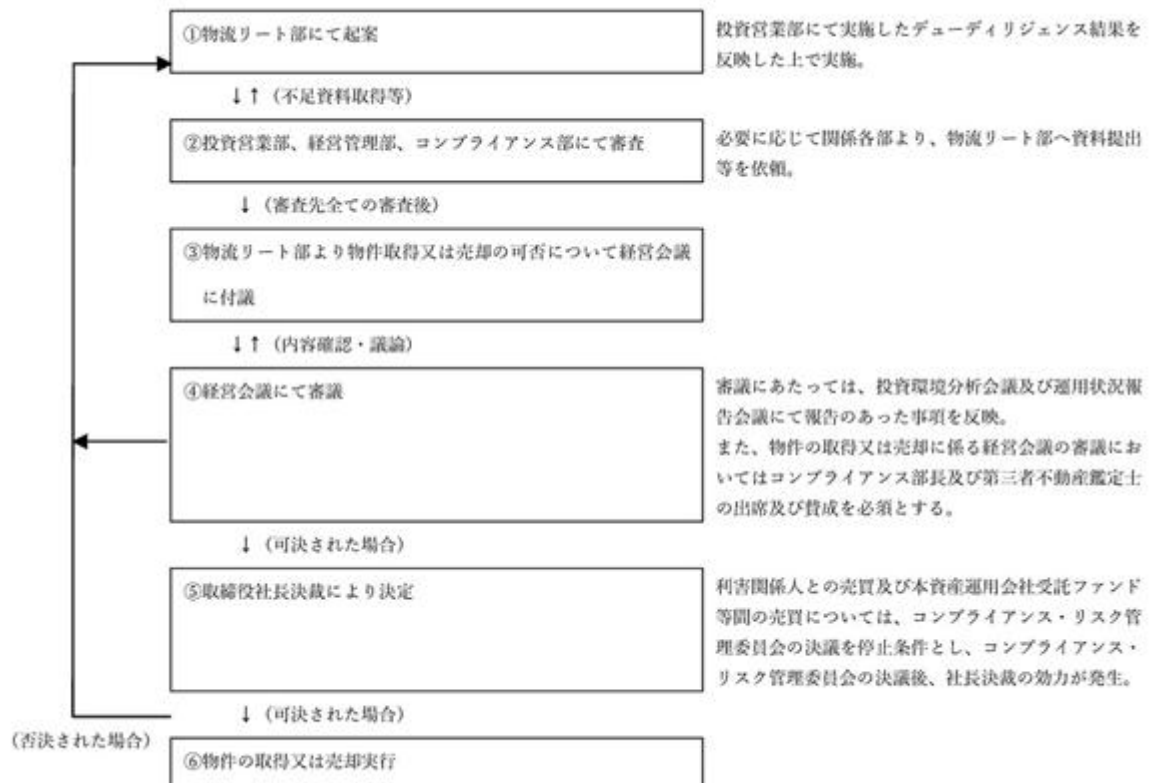 ①物流リート部にて起案
投資営業部にて実施したデューディリジェンス結果を
反映した上で実施。
↓↑（不足資料取得等）
②投資営業部、経営管理部、コンプライアンス部にて審査
必要に応じて関係各部より、物流リート部へ資料提出
等を依頼。
↓（審査先全ての審査後）
③物流リート部より物件取得又は売却の可否について経営会議
に付議
↓↑（内容確認・議論）
④経営会議にて審議
審議にあたっては、投資環境分析会議及び運用状況報
告会議にて報告のあった事項を反映。
また、物件の取得又は売却に係る経営会議の審議にお
いてはコンプライアンス部長及び第三者不動産鑑定士
の出席及び賛成を必須とする。
↓（可決された場合）
⑤取締役社長決裁により決定
利害関係人との売買及び本資産運用会社受託ファンド
等間の売買については、コンプライアンス・リスク管
理委員会の決議を停止条件とし、コンプライアンス・
リスク管理委員会の決議後、社長決裁の効力が発生。
↓（可決された場合）
（否決された場合）
⑥物件の取得又は売却実行